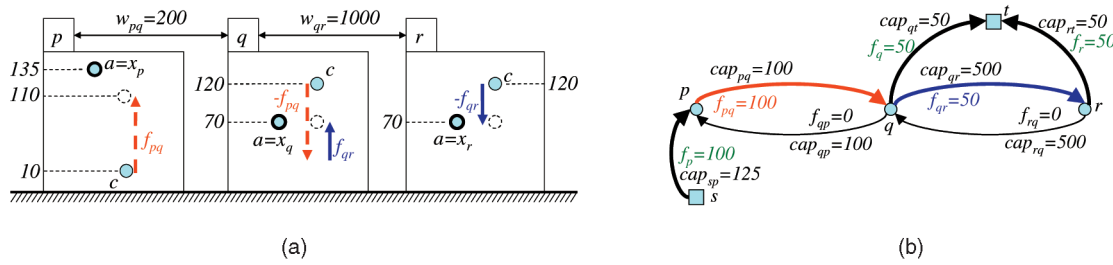 p
w_pq=200
q
w_qr=1000
r
135
a=x_p
110
f_pq
10
c
120
c
-f_pq
70
a=x_q
f_qr
c
120
-f_qr
70
a=x_r
(a)
t
cap_qt=50
f_q=50
cap_rt=50
f_r=50
cap_pq=100
f_pq=100
p
cap_qr=500
f_qr=50
q
r
f_qp=0
cap_qp=100
f_rq=0
cap_rq=500
f_p=100
cap_sp=125
s
(b)